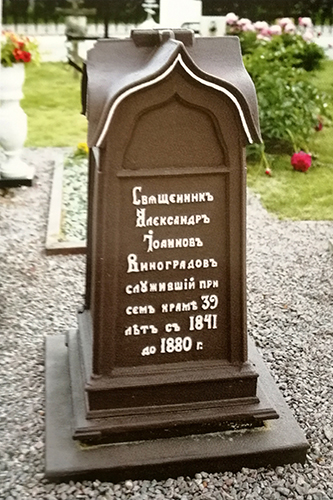 Священникъ
Александръ
Іоанновъ
Виноградовъ
служившій при
семъ храмѣ 39
лѣтъ съ 1841
до 1880 г.